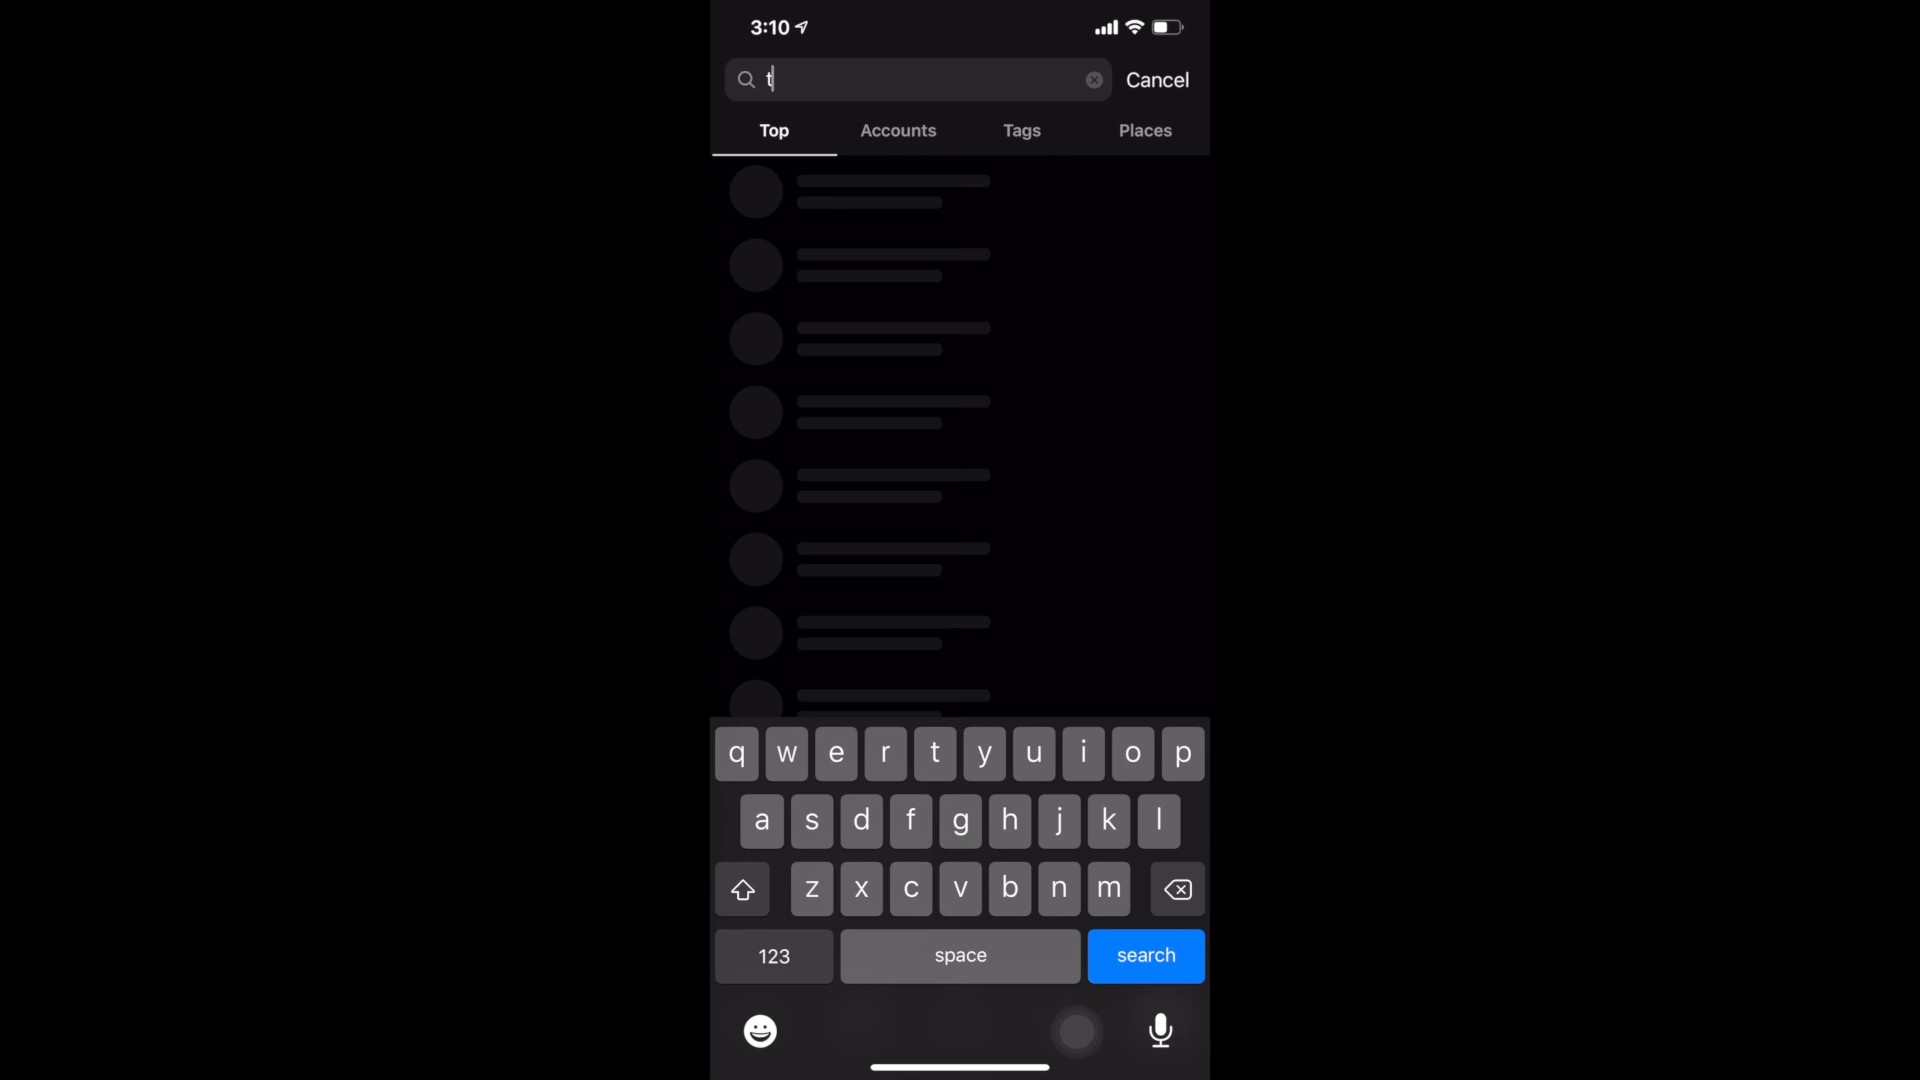 3:10
t
Cancel
Top Accounts Tags Places
q w e r t y u i o p
a s d f g h j k l
z x c v b n m
123 space search